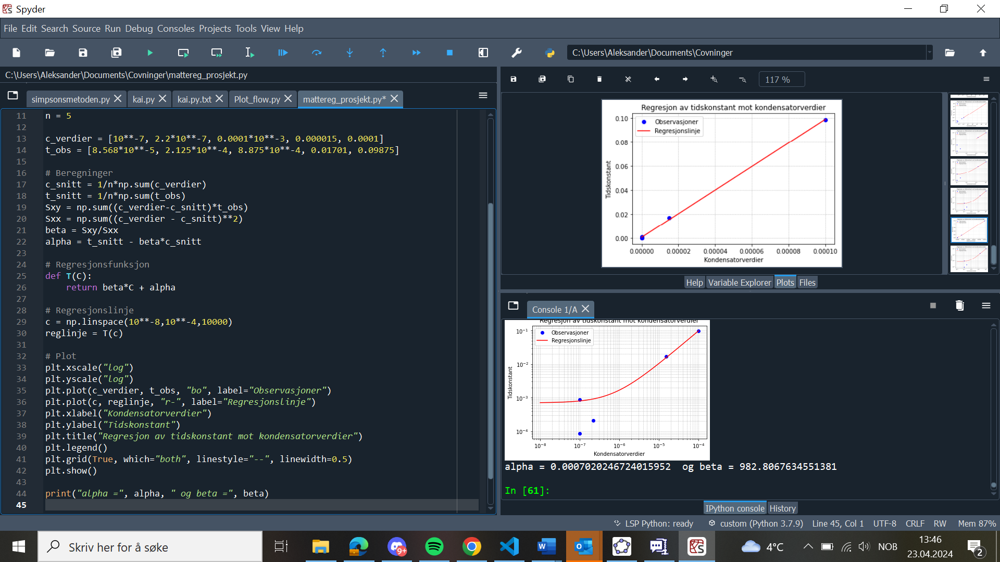 Spyder
File Edit Search Source Run Debug Consoles Projects Tools View Help
C:\Users\Aleksander\Documents\Covninger
C:\Users\Aleksander\Documents\Covninger\mattereg_prosjekt.py
simpsonsmetoden.py kai.py kai.py.txt Plot_flow.py mattereg_prosjekt.py*
11 n = 5
12
13 c_verdier = [10**-7, 2.2*10**-7, 0.0001*10**-3, 0.000015, 0.0001]
14 t_obs = [8.568*10**-5, 2.125*10**-4, 8.875*10**-4, 0.01701, 0.09875]
15
16 # Beregninger
17 c_snitt = 1/n*np.sum(c_verdier)
18 t_snitt = 1/n*np.sum(t_obs)
19 Sxy = np.sum((c_verdier-c_snitt)*t_obs)
20 Sxx = np.sum((c_verdier - c_snitt)**2)
21 beta = Sxy/Sxx
22 alpha = t_snitt - beta*c_snitt
23
24 # Regresjonsfunksjon
25 def T(C):
26     return beta*C + alpha
27
28 # Regresjonslinje
29 c = np.linspace(10**-8,10**-4,10000)
30 reglinje = T(c)
31
32 # Plot
33 plt.xscale("log")
34 plt.yscale("log")
35 plt.plot(c_verdier, t_obs, "bo", label="Observasjoner")
36 plt.plot(c, reglinje, "r-", label="Regresjonslinje")
37 plt.xlabel("Kondensatorverdier")
38 plt.ylabel("Tidskonstant")
39 plt.title("Regresjon av tidskonstant mot kondensatorverdier")
40 plt.legend()
41 plt.grid(True, which="both", linestyle="--", linewidth=0.5)
42 plt.show()
43
44 print("alpha =", alpha, " og beta =", beta)
45
117 %
Regresjon av tidskonstant mot kondensatorverdier
Observasjoner
Regresjonslinje
0.10
0.08
0.06
0.04
0.02
0.00
Tidskonstant
0.00000 0.00002 0.00004 0.00006 0.00008 0.00010
Kondensatorverdier
Help Variable Explorer Plots Files
Console 1/A
Regresjon av tidskonstant mot kondensatorverdier
Observasjoner
Regresjonslinje
10⁻¹
10⁻²
10⁻³
10⁻⁴
Tidskonstant
10⁻⁸ 10⁻⁷ 10⁻⁶ 10⁻⁵ 10⁻⁴
Kondensatorverdier
alpha = 0.0007020246724015952  og beta = 982.8067634551381
In [61]:
IPython console History
LSP Python: ready custom (Python 3.7.9) Line 45, Col 1 UTF-8 CRLF RW Mem 87%
Skriv her for å søke
9+
4°C
NOB
13:46
23.04.2024
2